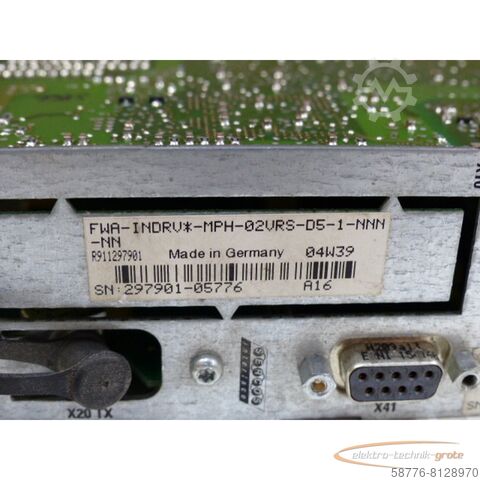 FWA-INDRV*-MPH-02VRS-D5-1-NNN
-NN
R911297901 Made in Germany 04W39
SN:297901-05776 A16
X20 TX
X41
SN
elektro-technik-grote
58776-8128970